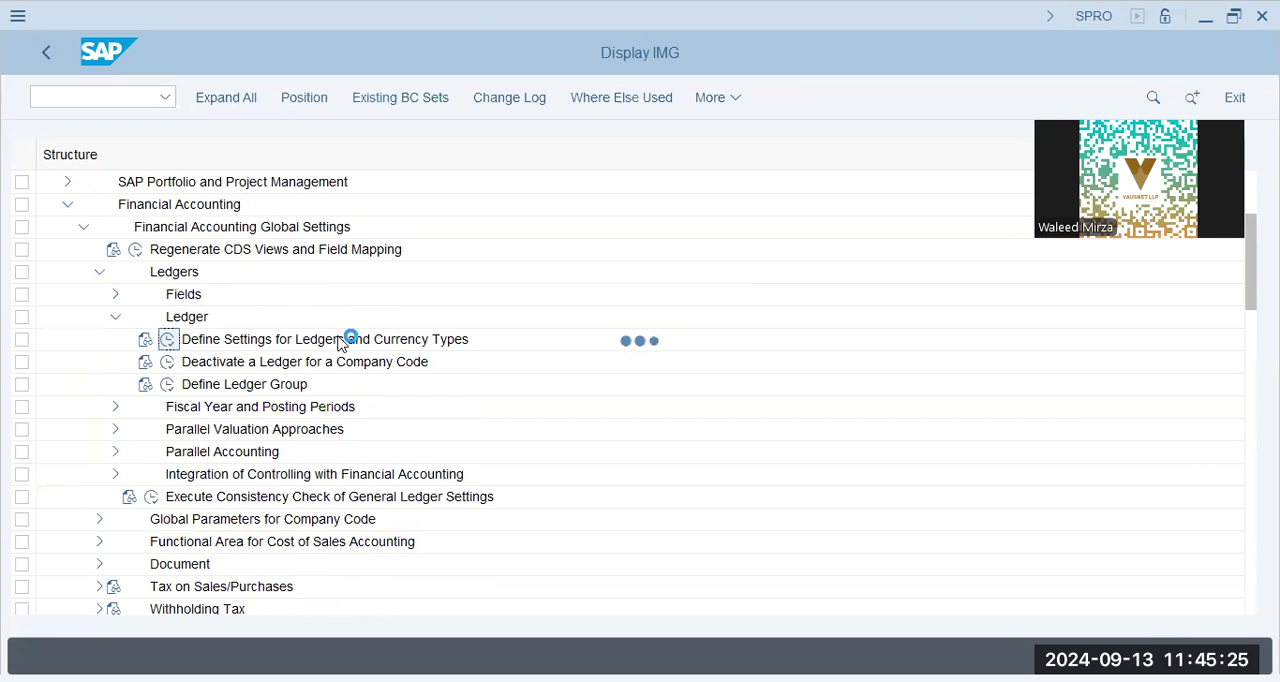 SPRO
SAP
Display IMG
Expand All
Position
Existing BC Sets
Change Log
Where Else Used
More
Exit
Structure
SAP Portfolio and Project Management
Financial Accounting
Financial Accounting Global Settings
Regenerate CDS Views and Field Mapping
Ledgers
Fields
Ledger
Define Settings for Ledgers and Currency Types
Deactivate a Ledger for a Company Code
Define Ledger Group
Fiscal Year and Posting Periods
Parallel Valuation Approaches
Parallel Accounting
Integration of Controlling with Financial Accounting
Execute Consistency Check of General Ledger Settings
Global Parameters for Company Code
Functional Area for Cost of Sales Accounting
Document
Tax on Sales/Purchases
Withholding Tax
Waleed Mirza
2024-09-13 11:45:25